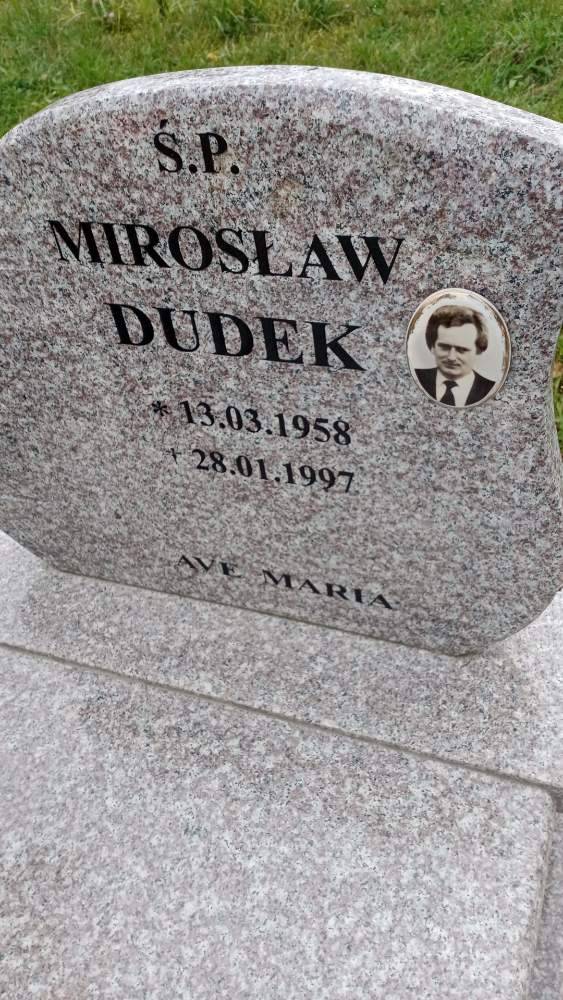 Ś.P.
MIROSŁAW
DUDEK
* 13.03.1958
+ 28.01.1997
AVE MARIA